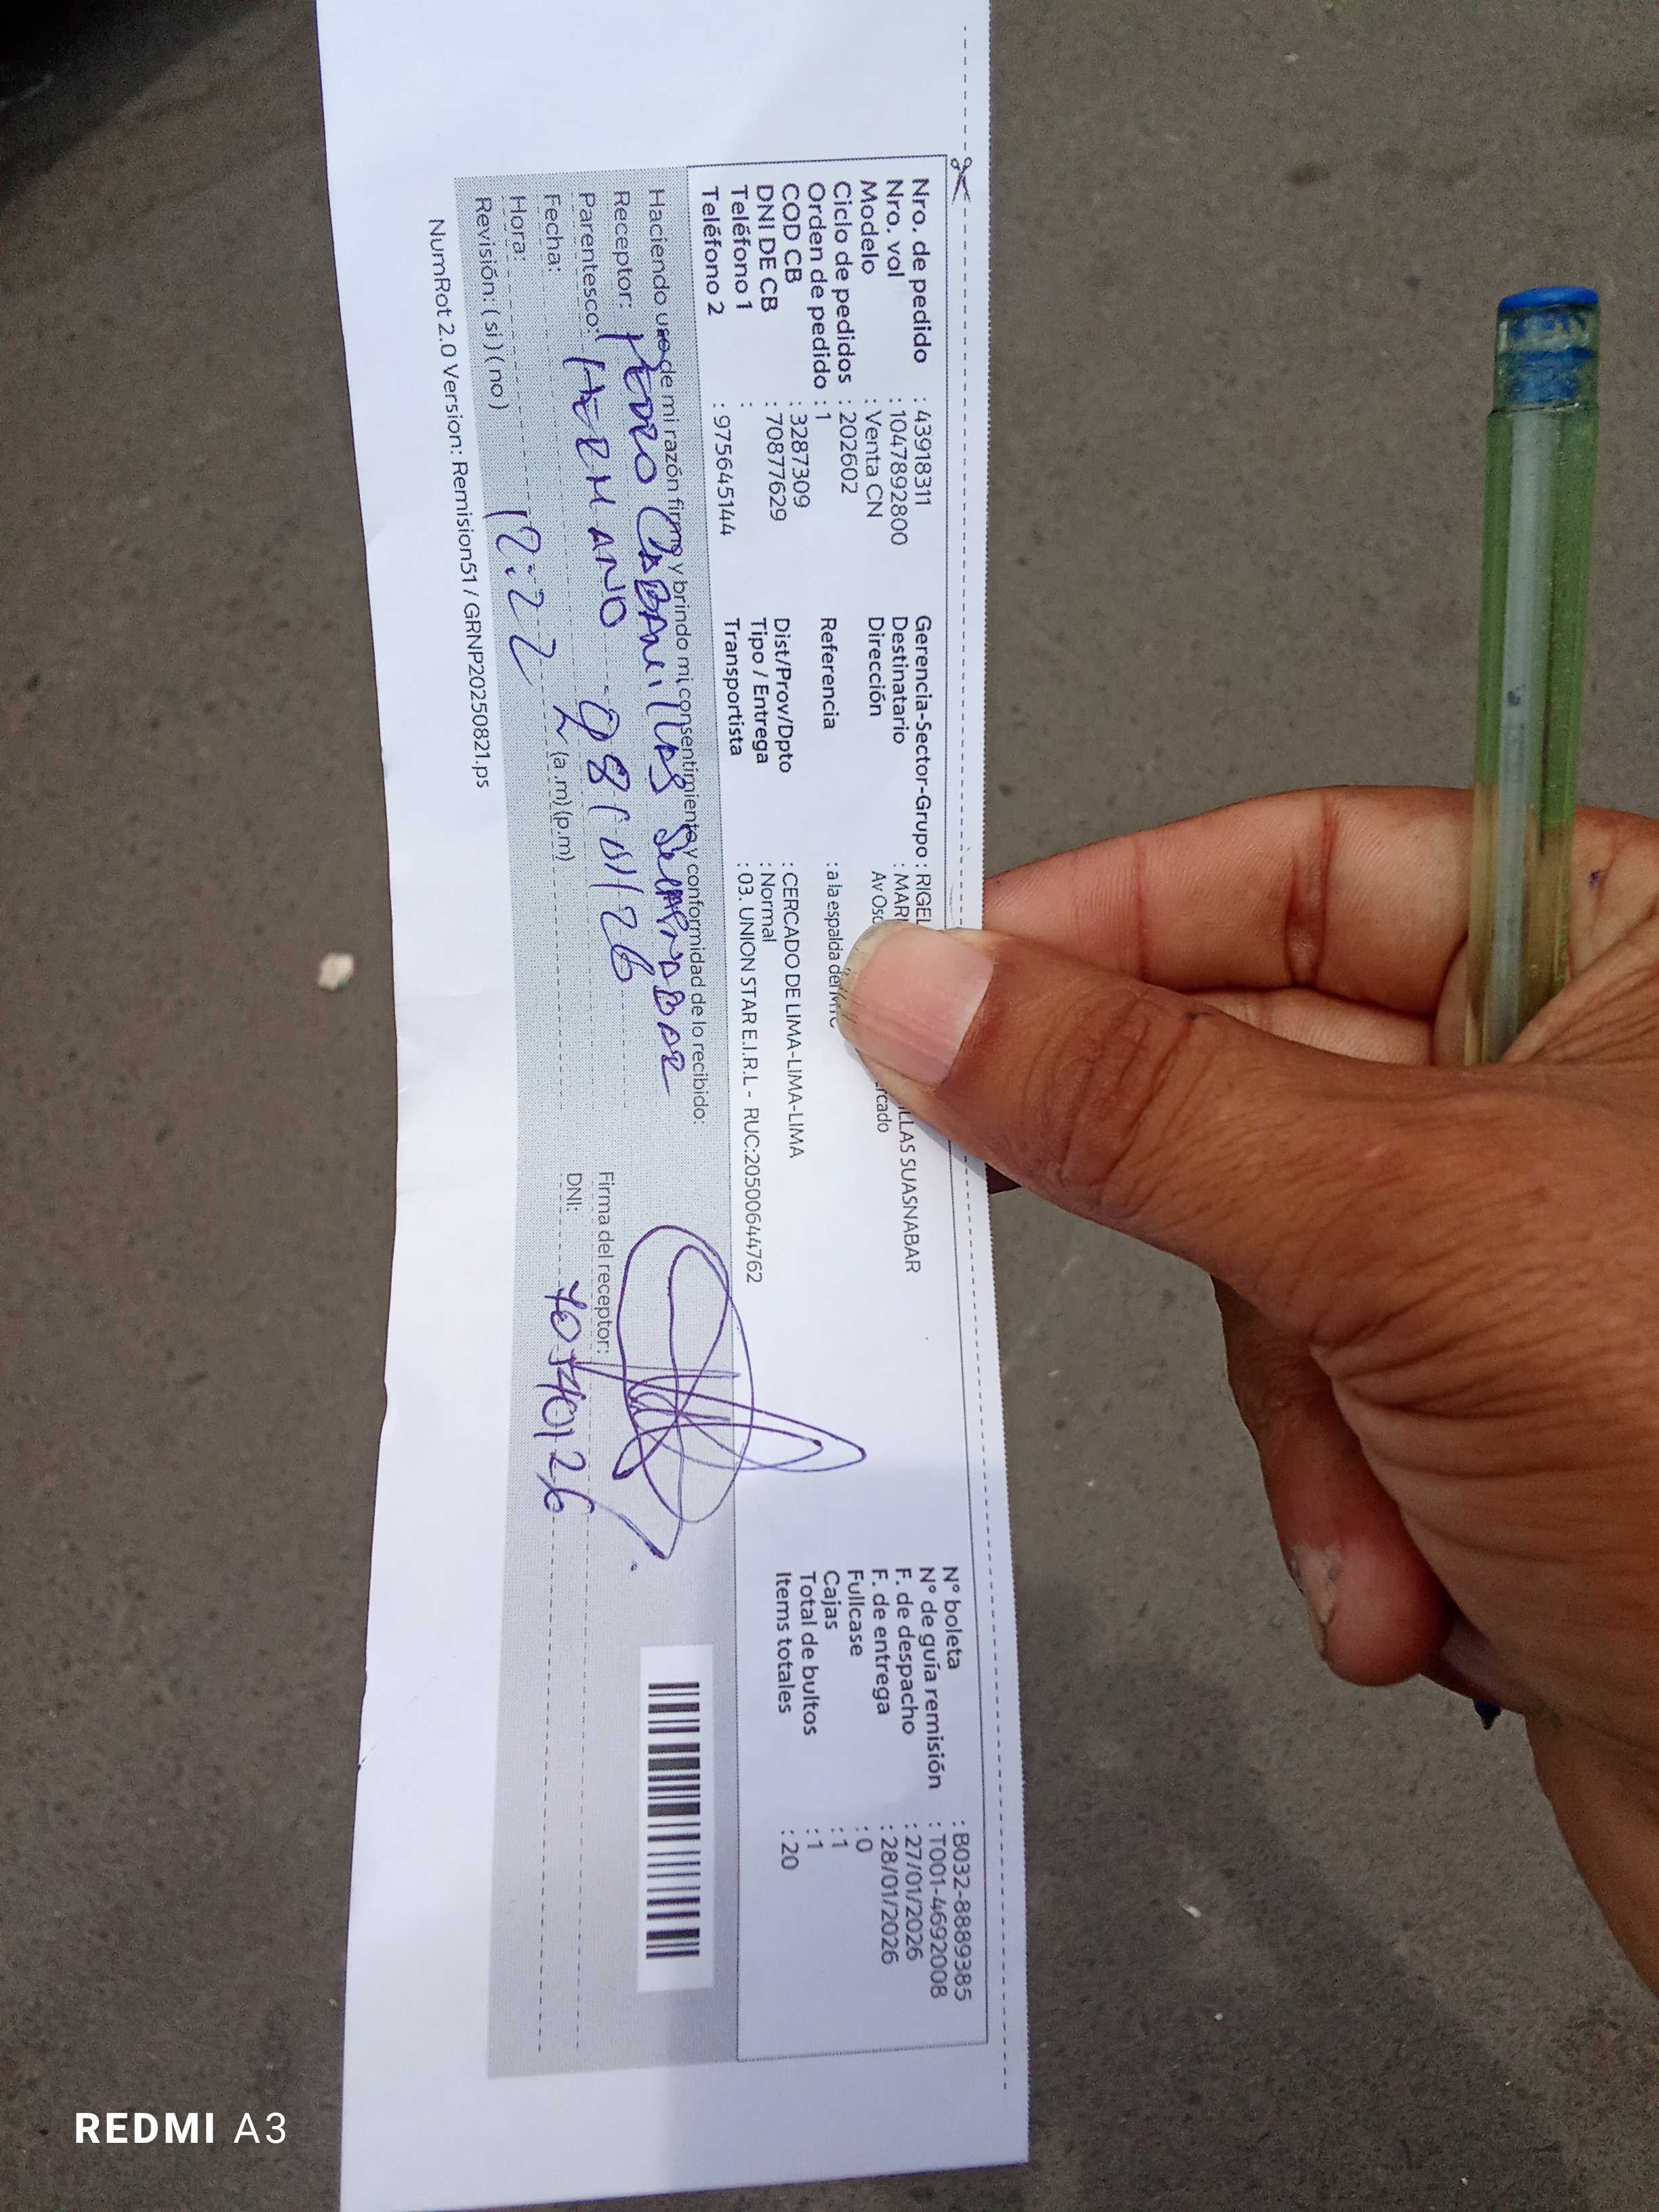 Nro. de pedido : 43918311
Nro. vol : 1047892800
Modelo : Venta CN
Ciclo de pedidos : 202602
Orden de pedido : 1
COD CB : 3287309
DNI DE CB : 70877629
Teléfono 1 :
Teléfono 2 : 975645144
Gerencia-Sector-Grupo : RIGEL
Destinatario : MAR LLAS SUASNABAR
Dirección Av Osc rcado
Referencia : a la espalda del MTC
Dist/Prov/Dpto : CERCADO DE LIMA-LIMA-LIMA
Tipo / Entrega : Normal
Transportista : 03. UNION STAR E.I.R.L - RUC:20500644762
N° boleta : B032-8889385
N° de guía remisión : T001-4692008
F. de despacho : 27/01/2026
F. de entrega : 28/01/2026
Fullcase : 0
Cajas : 1
Total de bultos : 1
Items totales : 20
Haciendo uso de mi razón firmo y brindo mi consentimiento y conformidad de lo recibido:
Receptor: PEDRO CABANILLAS
Parentesco: HERMANO
Fecha: 28/01/26
Hora: 12:22 (a.m)(p.m)
Revisión: ( si ) ( no )
Firma del receptor:
DNI:
NumRot 2.0 Version: Remision51 / GRNP20250821.ps
REDMI A3